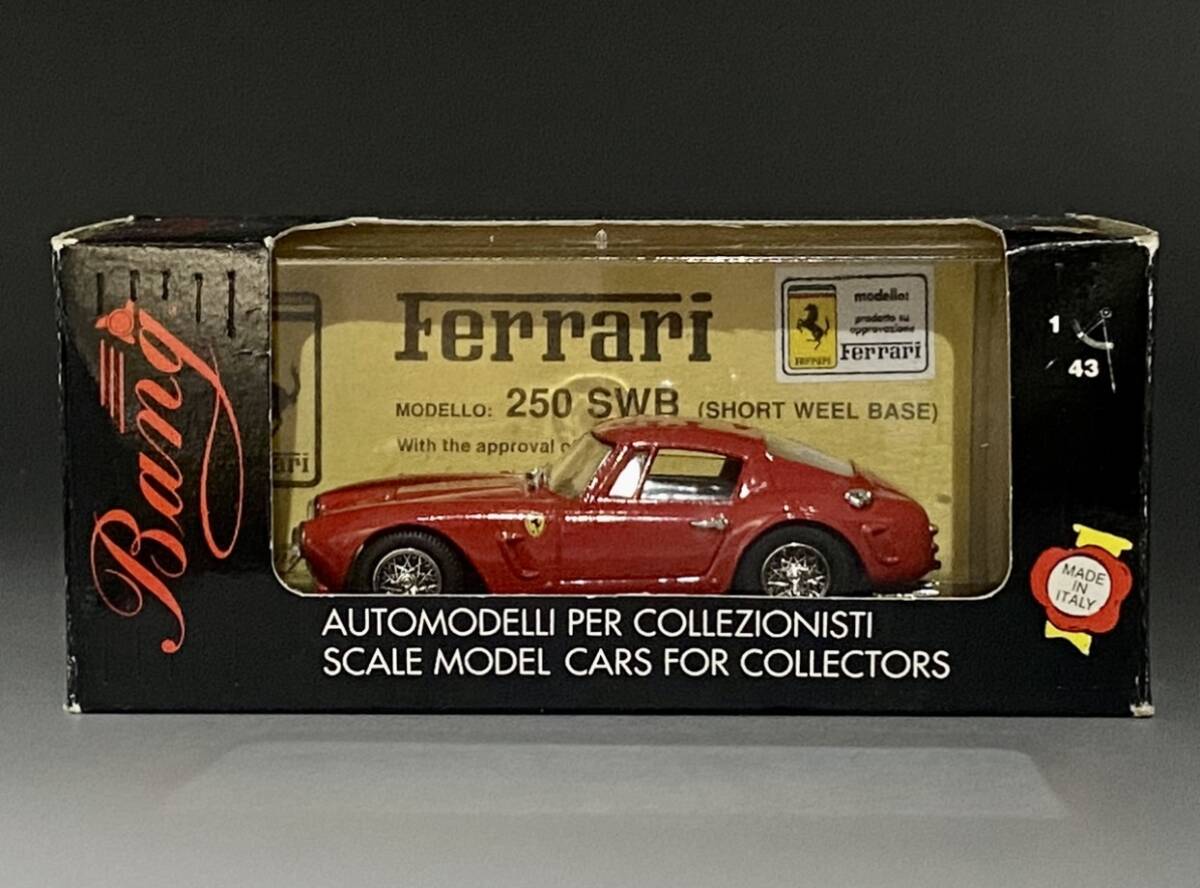 Bang
Ferrari
MODELLO: 250 SWB (SHORT WEEL BASE)
With the approval
modello:
prodotto su
approvazione
Ferrari
Ferrari
ari
1
43
MADE
IN
ITALY
AUTOMODELLI PER COLLEZIONISTI
SCALE MODEL CARS FOR COLLECTORS